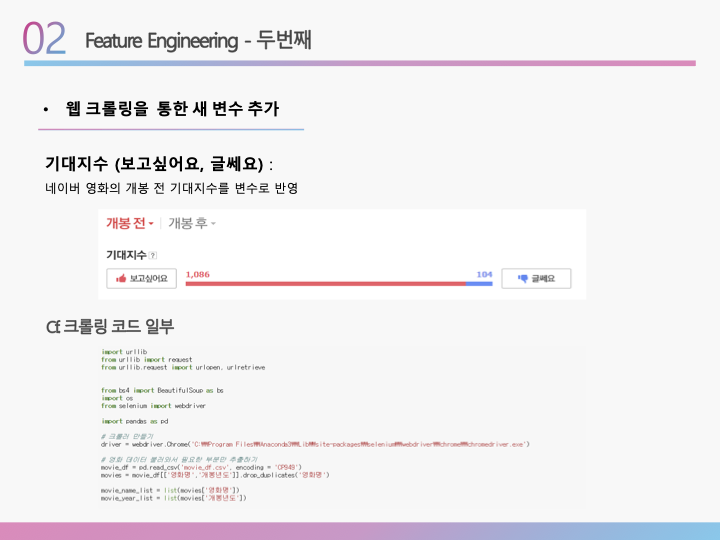 02 Feature Engineering - 두번째
• 웹 크롤링을 통한 새 변수 추가
기대지수 (보고싶어요, 글쎄요) :
네이버 영화의 개봉 전 기대지수를 변수로 반영
개봉 전 개봉 후
기대지수 ?
보고싶어요 1,086 104 글쎄요
Cf. 크롤링 코드 일부
import urllib
from urllib import request
from urllib.request import urlopen, urlretrieve
from bs4 import BeautifulSoup as bs
import os
from selenium import webdriver
import pandas as pd
# 크롤러 만들기
driver = webdriver.Chrome('C:₩₩Program Files₩₩Anaconda3₩₩Lib₩₩site-packages₩₩selenium₩₩webdriver₩₩chrome₩₩chromedriver.exe')
# 영화 데이터 불러와서 필요한 부분만 추출하기
movie_df = pd.read_csv('movie_df.csv', encoding = 'CP949')
movies = movie_df[['영화명','개봉년도']].drop_duplicates('영화명')
movie_name_list = list(movies['영화명'])
movie_year_list = list(movies['개봉년도'])